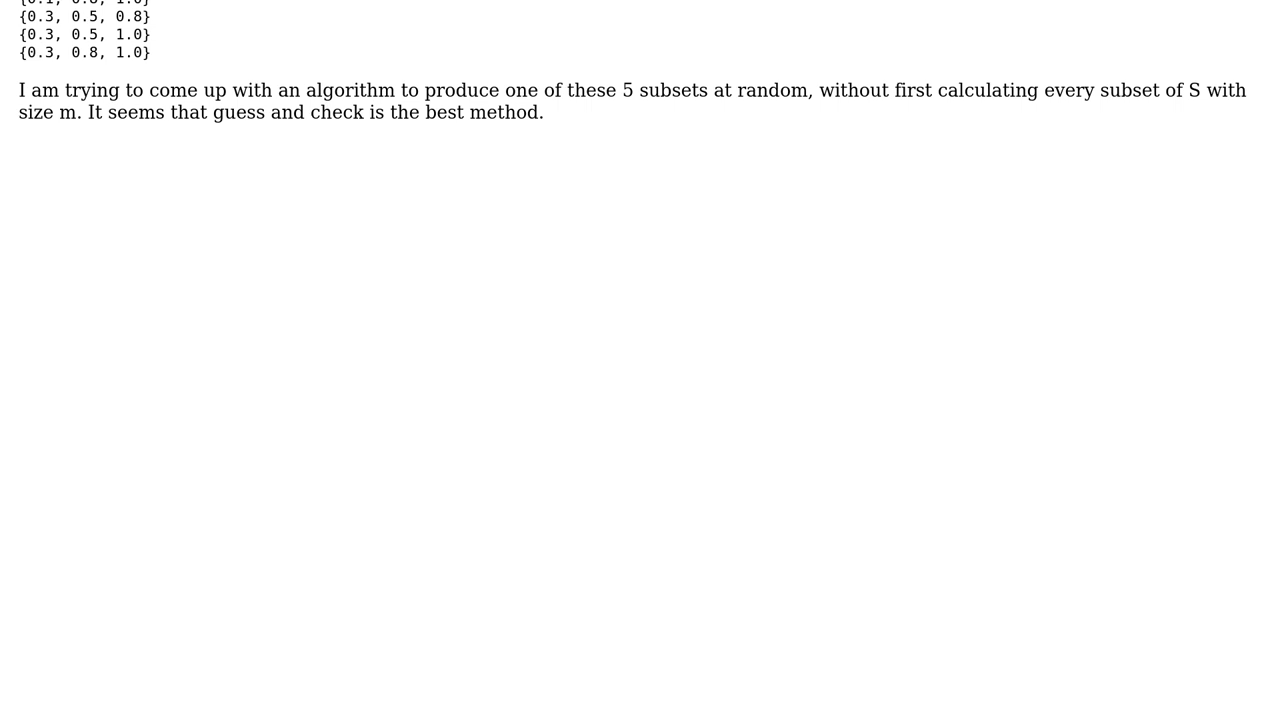 {0.3, 0.5, 0.8}
{0.3, 0.5, 1.0}
{0.3, 0.8, 1.0}
I am trying to come up with an algorithm to produce one of these 5 subsets at random, without first calculating every subset of S with
size m. It seems that guess and check is the best method.